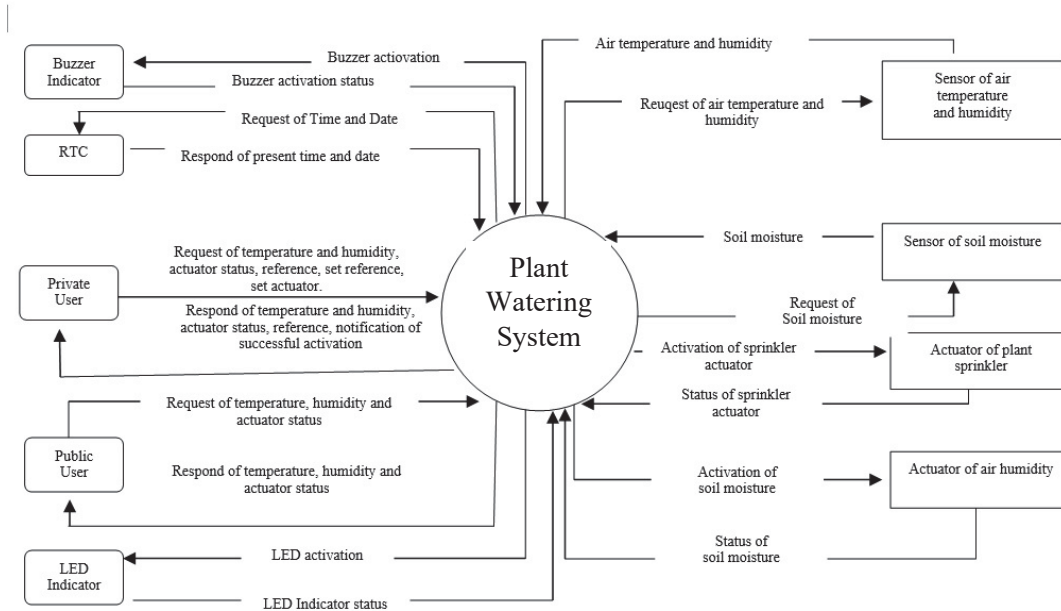 Buzzer
Indicator
Buzzer actiovation
Buzzer activation status
Request of Time and Date
RTC
Respond of present time and date
Private
User
Request of temperature and humidity,
actuator status, reference, set reference,
set actuator.
Respond of temperature and humidity,
actuator status, reference, notification of
successful activation
Request of temperature, humidity and
actuator status
Public
User
Respond of temperature, humidity and
actuator status
LED activation
LED
Indicator
LED Indicator status
Plant
Watering
System
Air temperature and humidity
Sensor of air
temperature
and humidity
Reuqest of air temperature and
humidity
Soil moisture
Sensor of soil moisture
Request of
Soil moisture
Activation of sprinkler
actuator
Actuator of plant
sprinkler
Status of sprinkler
actuator
Activation of
soil moisture
Actuator of air humidity
Status of
soil moisture